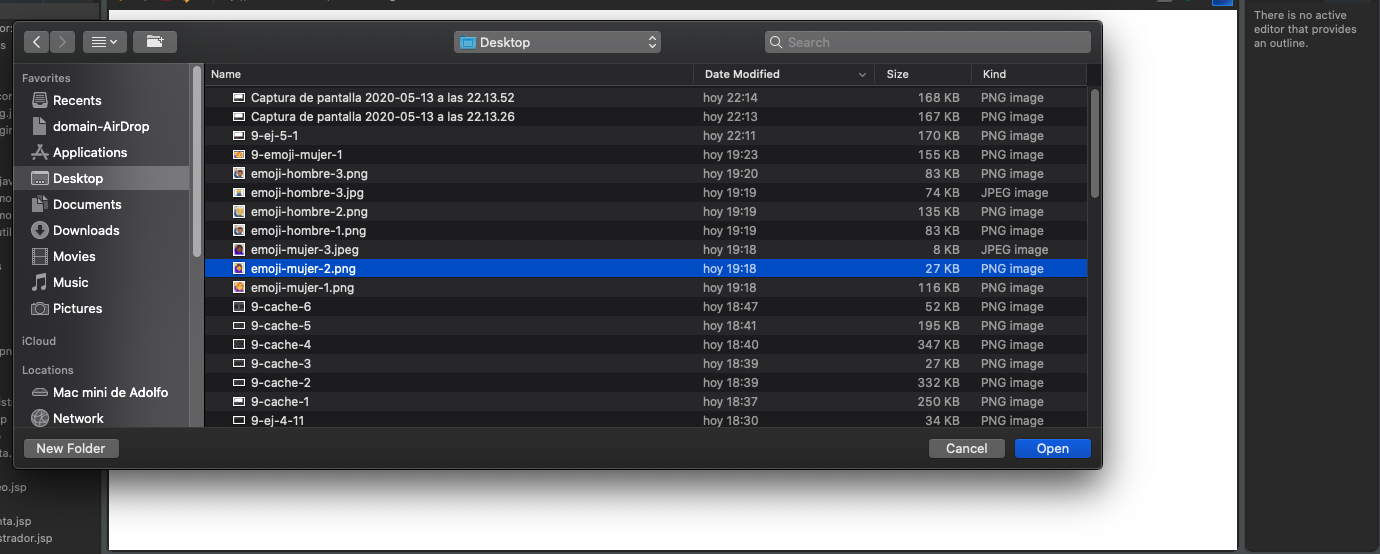 There is no active
editor that provides
an outline.
Desktop
Search
Favorites
Recents
domain-AirDrop
Applications
Desktop
Documents
Downloads
Movies
Music
Pictures
iCloud
Locations
Mac mini de Adolfo
Network
Name Date Modified Size Kind
Captura de pantalla 2020-05-13 a las 22.13.52 hoy 22:14 168 KB PNG image
Captura de pantalla 2020-05-13 a las 22.13.26 hoy 22:13 167 KB PNG image
9-ej-5-1 hoy 22:11 170 KB PNG image
9-emoji-mujer-1 hoy 19:23 155 KB PNG image
emoji-hombre-3.png hoy 19:20 83 KB PNG image
emoji-hombre-3.jpg hoy 19:19 74 KB JPEG image
emoji-hombre-2.png hoy 19:19 135 KB PNG image
emoji-hombre-1.png hoy 19:19 83 KB PNG image
emoji-mujer-3.jpeg hoy 19:18 8 KB JPEG image
emoji-mujer-2.png hoy 19:18 27 KB PNG image
emoji-mujer-1.png hoy 19:18 116 KB PNG image
9-cache-6 hoy 18:47 52 KB PNG image
9-cache-5 hoy 18:41 195 KB PNG image
9-cache-4 hoy 18:40 347 KB PNG image
9-cache-3 hoy 18:39 27 KB PNG image
9-cache-2 hoy 18:39 332 KB PNG image
9-cache-1 hoy 18:37 250 KB PNG image
9-ej-4-11 hoy 18:30 34 KB PNG image
New Folder Cancel Open
eo.jsp
nta.jsp
strador.jsp